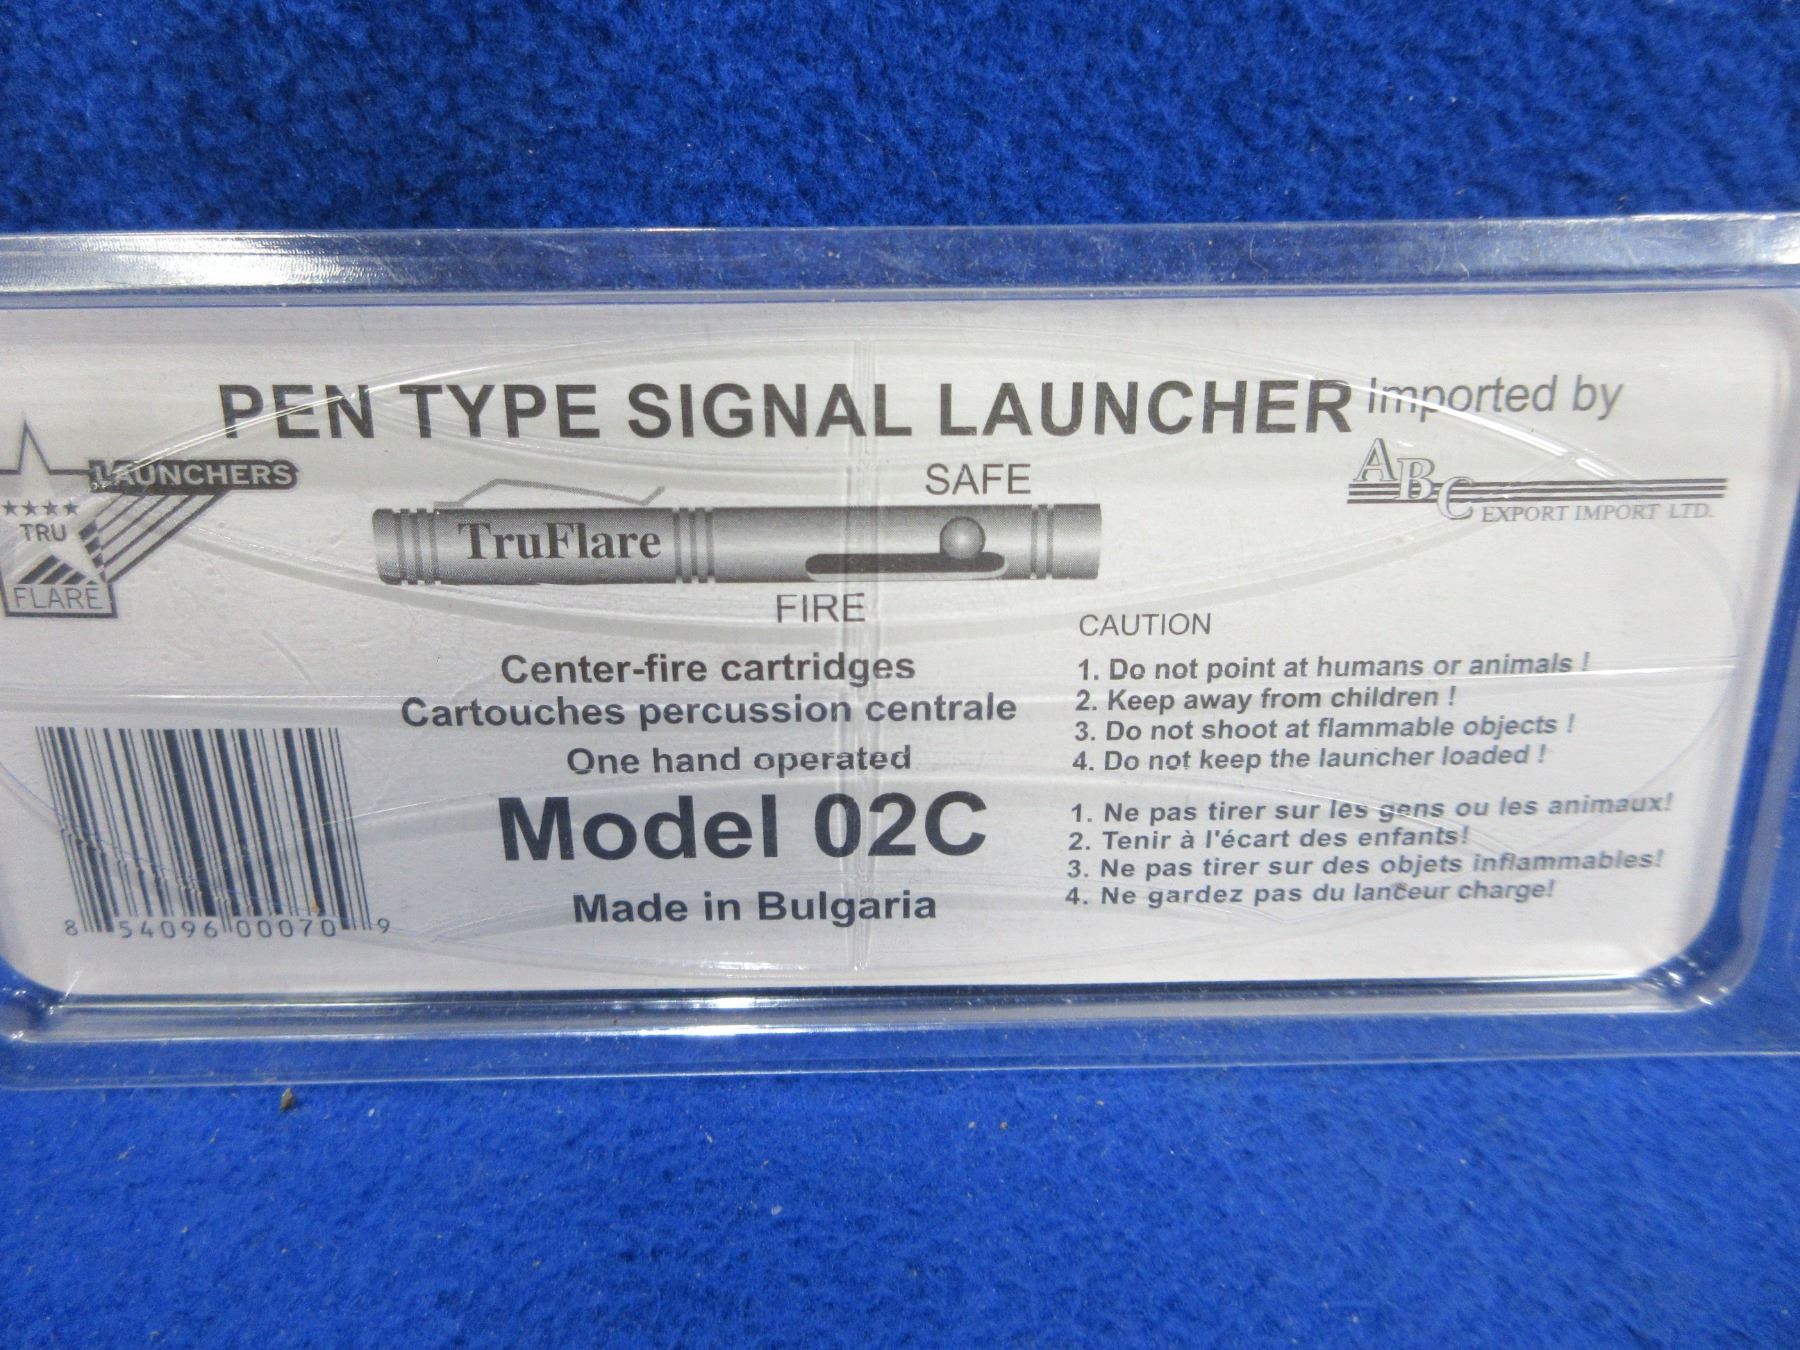 PEN TYPE SIGNAL LAUNCHER
Imported by
ABC
EXPORT IMPORT LTD.
LAUNCHERS
TRU
FLARE
SAFE
TruFlare
FIRE
Center-fire cartridges
Cartouches percussion centrale
One hand operated
Model 02C
Made in Bulgaria
8 54096 00070 9
CAUTION
1. Do not point at humans or animals !
2. Keep away from children !
3. Do not shoot at flammable objects !
4. Do not keep the launcher loaded !
1. Ne pas tirer sur les gens ou les animaux!
2. Tenir à l'écart des enfants!
3. Ne pas tirer sur des objets inflammables!
4. Ne gardez pas du lanceur charge!